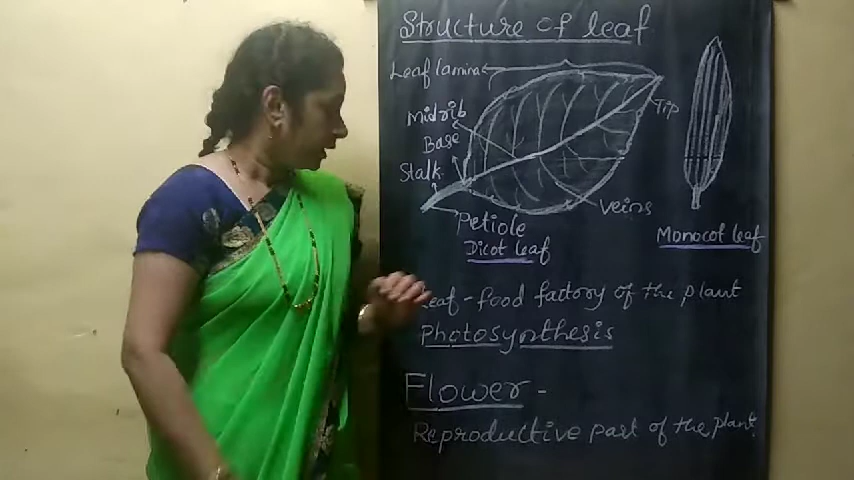 Structure of leaf
Leaf lamina
Midrib
Tip
Base
Stalk
Veins
Petiole
Dicot leaf
Monocot leaf
Leaf - food factory of the plant
Photosynthesis
Flower -
Reproductive part of the plant.